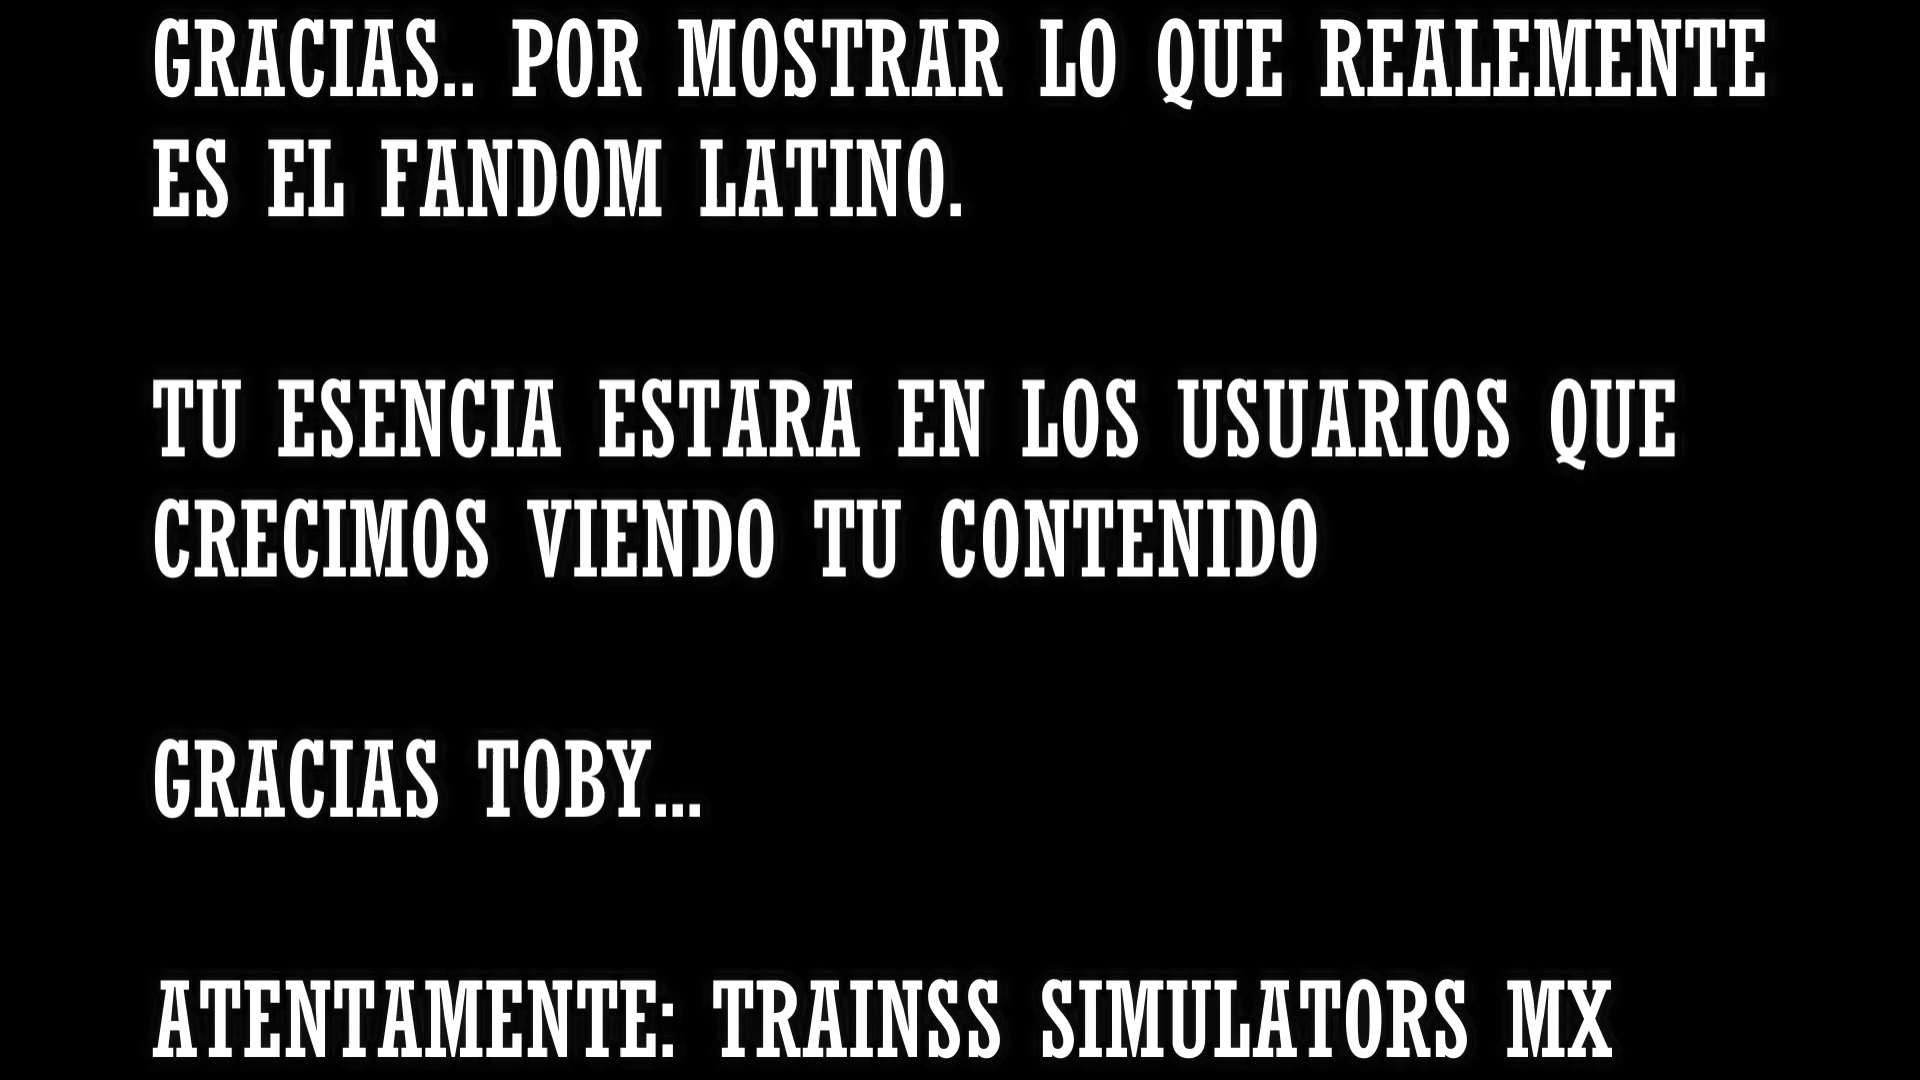 GRACIAS.. POR MOSTRAR LO QUE REALEMENTE
ES EL FANDOM LATINO.
TU ESENCIA ESTARA EN LOS USUARIOS QUE
CRECIMOS VIENDO TU CONTENIDO
GRACIAS TOBY...
ATENTAMENTE: TRAINSS SIMULATORS MX